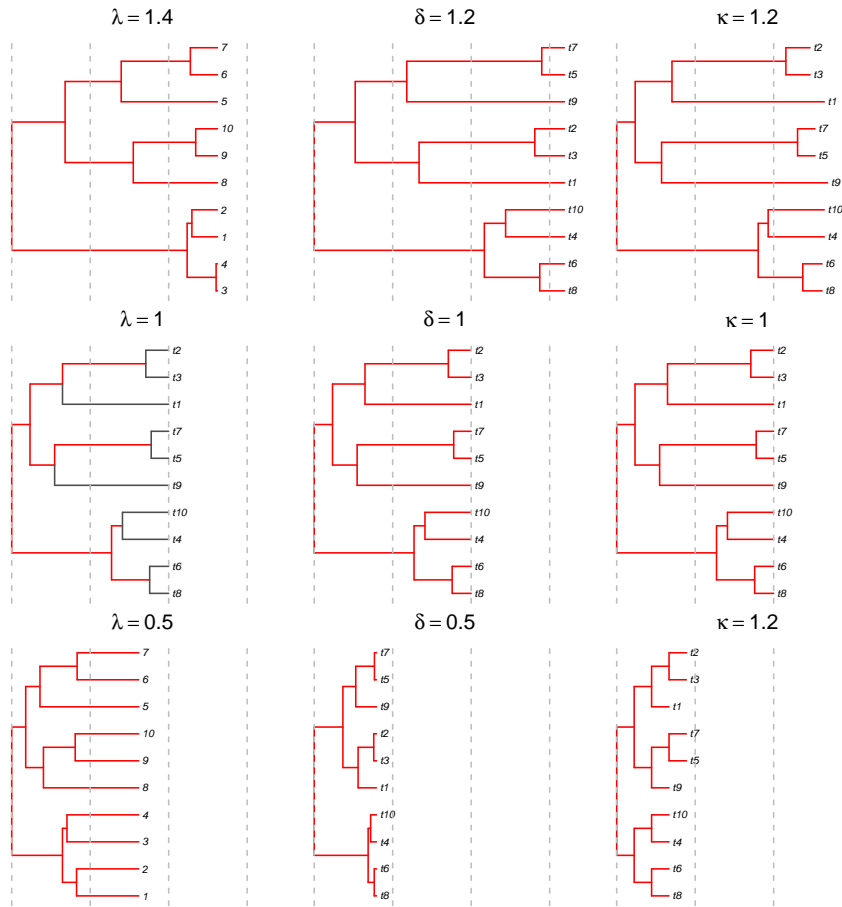 λ = 1.4
7
6
5
10
9
8
2
1
4
3
δ = 1.2
t7
t5
t9
t2
t3
t1
t10
t4
t6
t8
κ = 1.2
t2
t3
t1
t7
t5
t9
t10
t4
t6
t8
λ = 1
t2
t3
t1
t7
t5
t9
t10
t4
t6
t8
δ = 1
t2
t3
t1
t7
t5
t9
t10
t4
t6
t8
κ = 1
t2
t3
t1
t7
t5
t9
t10
t4
t6
t8
λ = 0.5
7
6
5
10
9
8
4
3
2
1
δ = 0.5
t7
t5
t9
t2
t3
t1
t10
t4
t6
t8
κ = 1.2
t2
t3
t1
t7
t5
t9
t10
t4
t6
t8